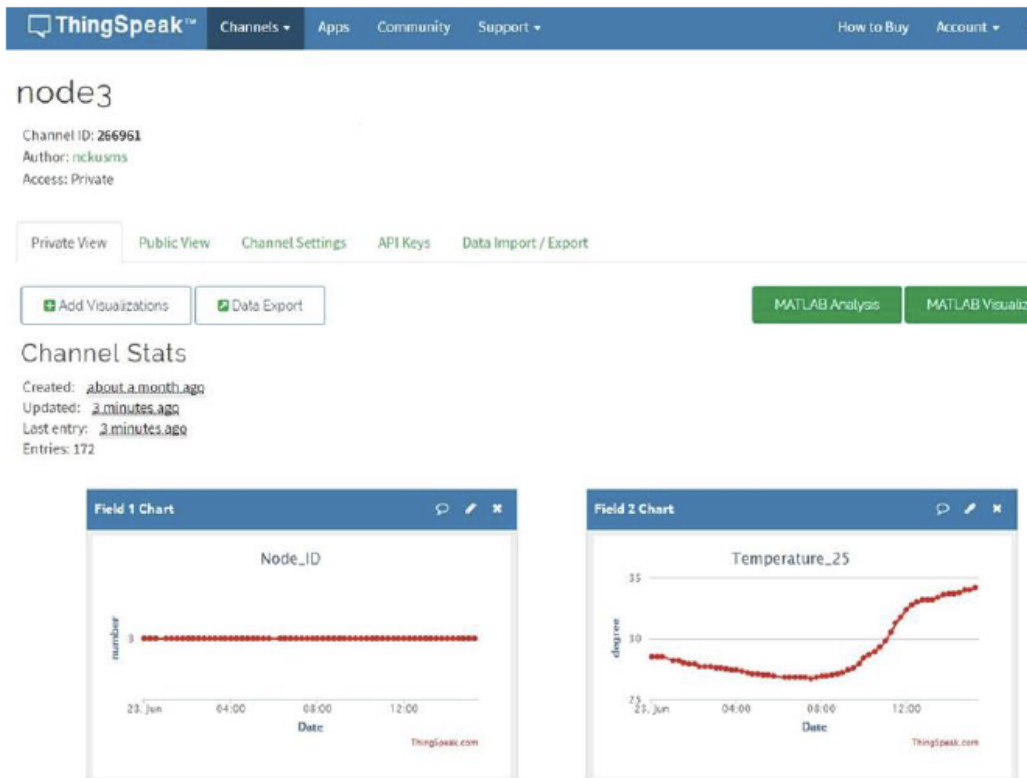 ThingSpeak™ Channels Apps Community Support How to Buy Account
node3
Channel ID: 266961
Author: nckusms
Access: Private
Private View Public View Channel Settings API Keys Data Import / Export
Add Visualizations Data Export MATLAB Analysis MATLAB Visualiz
Channel Stats
Created: about a month ago
Updated: 3 minutes ago
Last entry: 3 minutes ago
Entries: 172
Field 1 Chart
Node_ID
number
3
23. Jun 04:00 08:00 12:00
Date
ThingSpeak.com
Field 2 Chart
Temperature_25
degree
35
30
25
23. Jun 04:00 08:00 12:00
Date
ThingSpeak.com